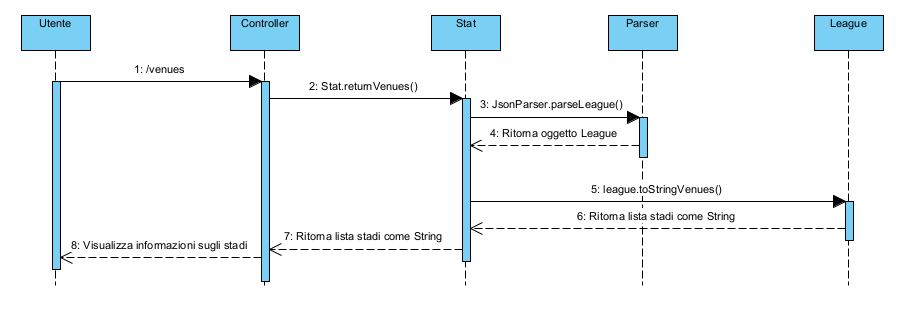 Utente
Controller
Stat
Parser
League
1: /venues
2: Stat.returnVenues()
3: JsonParser.parseLeague()
4: Ritorna oggetto League
5: league.toStringVenues()
6: Ritorna lista stadi come String
7: Ritorna lista stadi come String
8: Visualizza informazioni sugli stadi